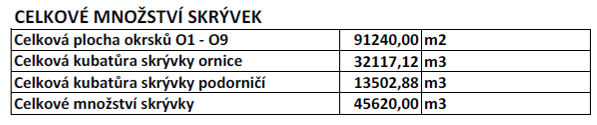 CELKOVÉ MNOŽSTVÍ SKRÝVEK
Celková plocha okrsků O1 - O9 91240,00 m2
Celková kubatůra skrývky ornice 32117,12 m3
Celková kubatůra skrývky podorničí 13502,88 m3
Celkové množství skrývky 45620,00 m3